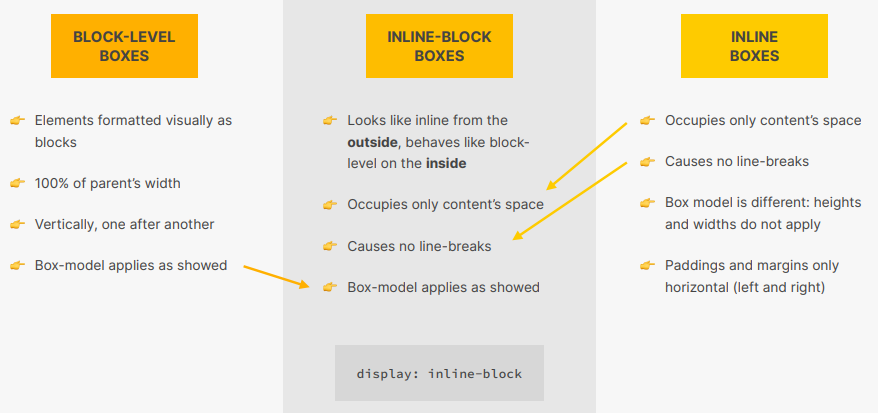 BLOCK-LEVEL
BOXES
Elements formatted visually as
blocks
100% of parent's width
Vertically, one after another
Box-model applies as showed
INLINE-BLOCK
BOXES
Looks like inline from the
outside, behaves like block-
level on the inside
Occupies only content's space
Causes no line-breaks
Box-model applies as showed
display: inline-block
INLINE
BOXES
Occupies only content's space
Causes no line-breaks
Box model is different: heights
and widths do not apply
Paddings and margins only
horizontal (left and right)